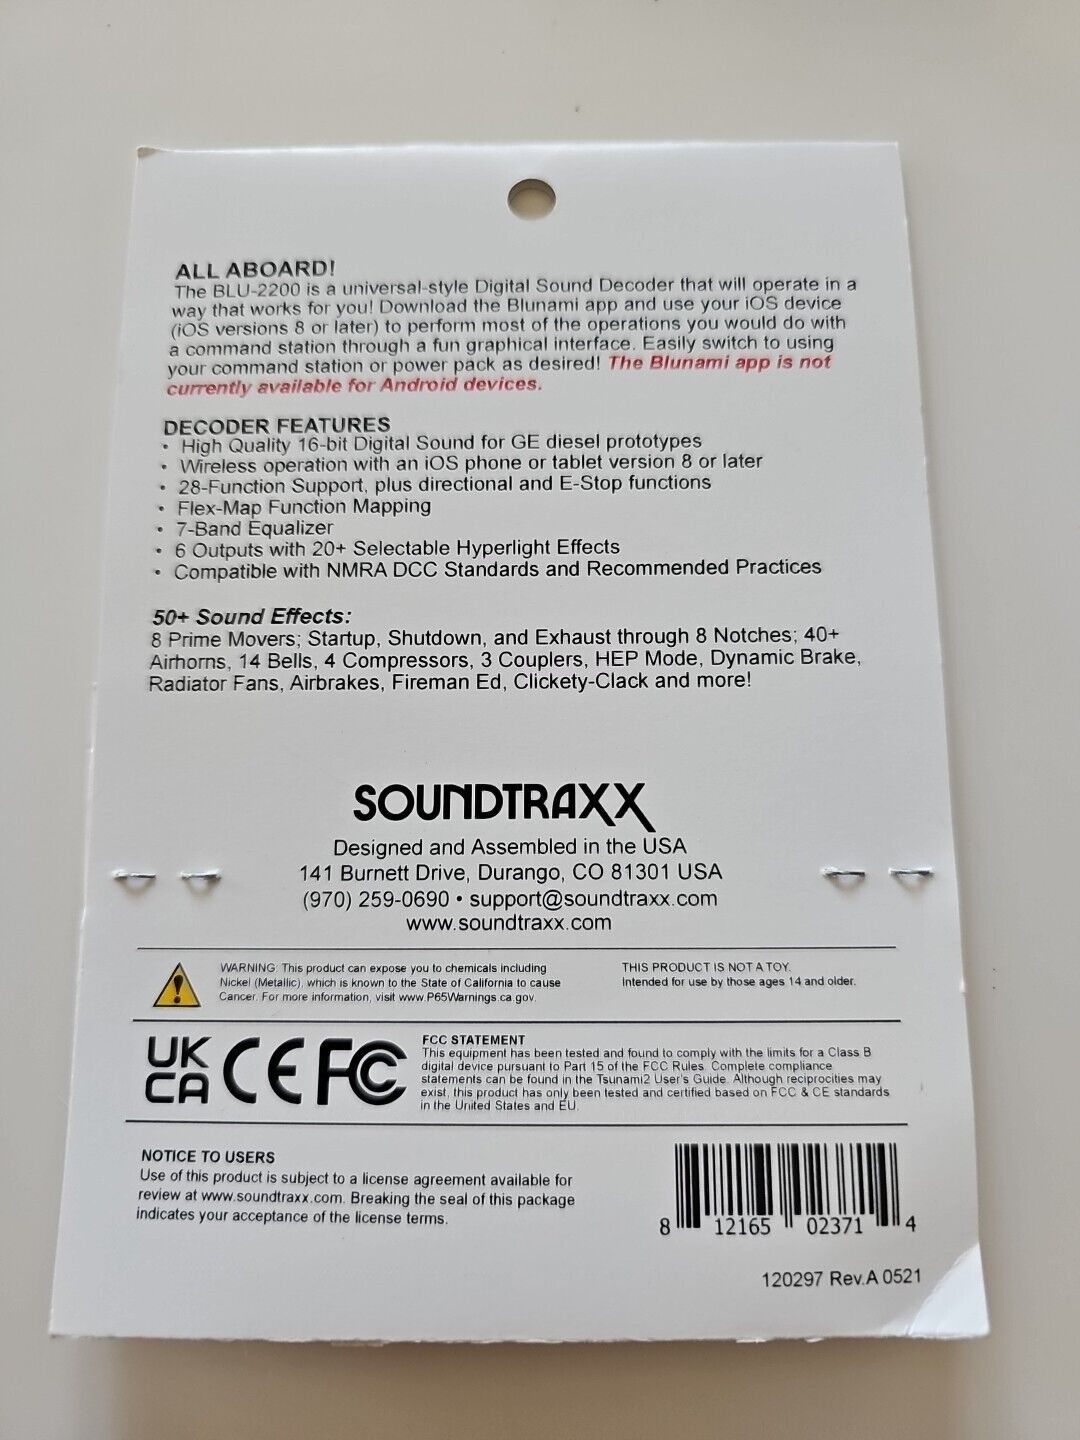 ALL ABOARD!
The BLU-2200 is a universal-style Digital Sound Decoder that will operate in a
way that works for you! Download the Blunami app and use your iOS device
(iOS versions 8 or later) to perform most of the operations you would do with
a command station through a fun graphical interface. Easily switch to using
your command station or power pack as desired! The Blunami app is not
currently available for Android devices.
DECODER FEATURES
• High Quality 16-bit Digital Sound for GE diesel prototypes
• Wireless operation with an iOS phone or tablet version 8 or later
• 28-Function Support, plus directional and E-Stop functions
• Flex-Map Function Mapping
• 7-Band Equalizer
• 6 Outputs with 20+ Selectable Hyperlight Effects
• Compatible with NMRA DCC Standards and Recommended Practices
50+ Sound Effects:
8 Prime Movers; Startup, Shutdown, and Exhaust through 8 Notches; 40+
Airhorns, 14 Bells, 4 Compressors, 3 Couplers, HEP Mode, Dynamic Brake,
Radiator Fans, Airbrakes, Fireman Ed, Clickety-Clack and more!
SOUNDTRAXX
Designed and Assembled in the USA
141 Burnett Drive, Durango, CO 81301 USA
(970) 259-0690 • support@soundtraxx.com
www.soundtraxx.com
WARNING: This product can expose you to chemicals including
Nickel (Metallic), which is known to the State of California to cause
Cancer. For more information, visit www.P65Warnings.ca.gov.
THIS PRODUCT IS NOT A TOY.
Intended for use by those ages 14 and older.
UK
CA CE FC
FCC STATEMENT
This equipment has been tested and found to comply with the limits for a Class B
digital device pursuant to Part 15 of the FCC Rules. Complete compliance
statements can be found in the Tsunami2 User's Guide. Although reciprocities may
exist, this product has only been tested and certified based on FCC & CE standards
in the United States and EU.
NOTICE TO USERS
Use of this product is subject to a license agreement available for
review at www.soundtraxx.com. Breaking the seal of this package
indicates your acceptance of the license terms.
8 12165 02371 4
120297 Rev.A 0521